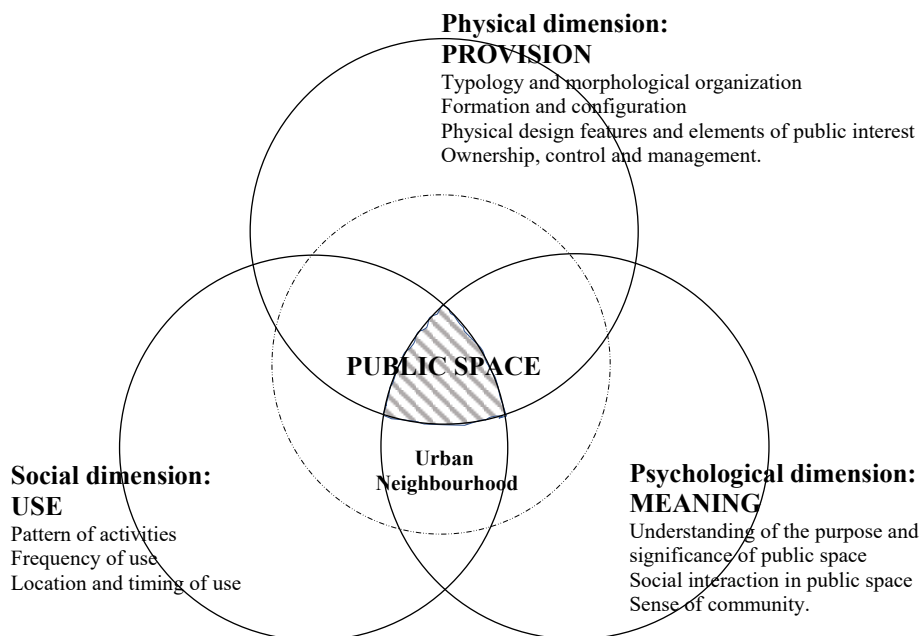 Physical dimension:
PROVISION
Typology and morphological organization
Formation and configuration
Physical design features and elements of public interest
Ownership, control and management.
PUBLIC SPACE
Urban
Neighbourhood
Social dimension:
USE
Pattern of activities
Frequency of use
Location and timing of use
Psychological dimension:
MEANING
Understanding of the purpose and
significance of public space
Social interaction in public space
Sense of community.